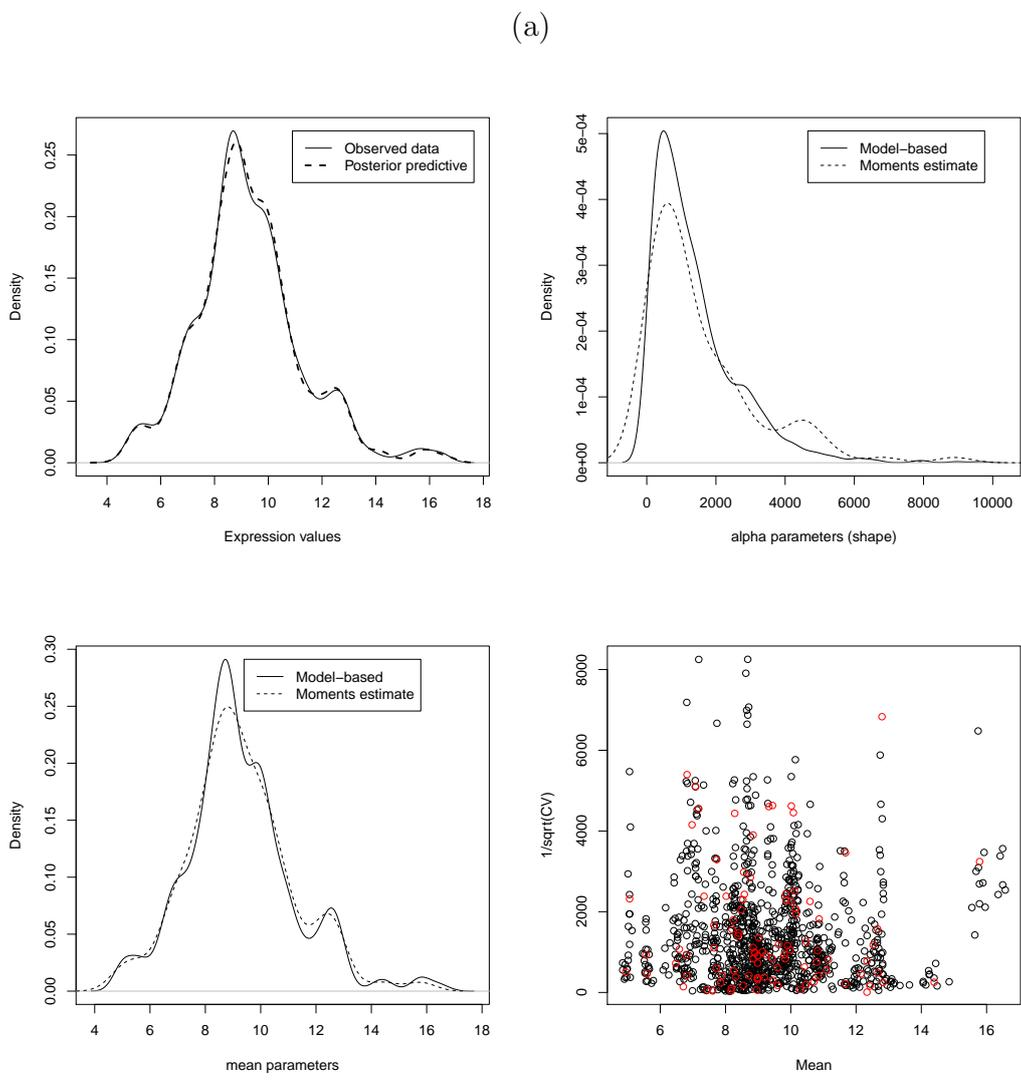 (a)
Observed data
Posterior predictive
0.00 0.05 0.10 0.15 0.20 0.25
Density
4 6 8 10 12 14 16 18
Expression values
Model−based
Moments estimate
0e+00 1e−04 2e−04 3e−04 4e−04 5e−04
Density
0 2000 4000 6000 8000 10000
alpha parameters (shape)
Model−based
Moments estimate
0.00 0.05 0.10 0.15 0.20 0.25 0.30
Density
4 6 8 10 12 14 16 18
mean parameters
0 2000 4000 6000 8000
1/sqrt(CV)
6 8 10 12 14 16
Mean